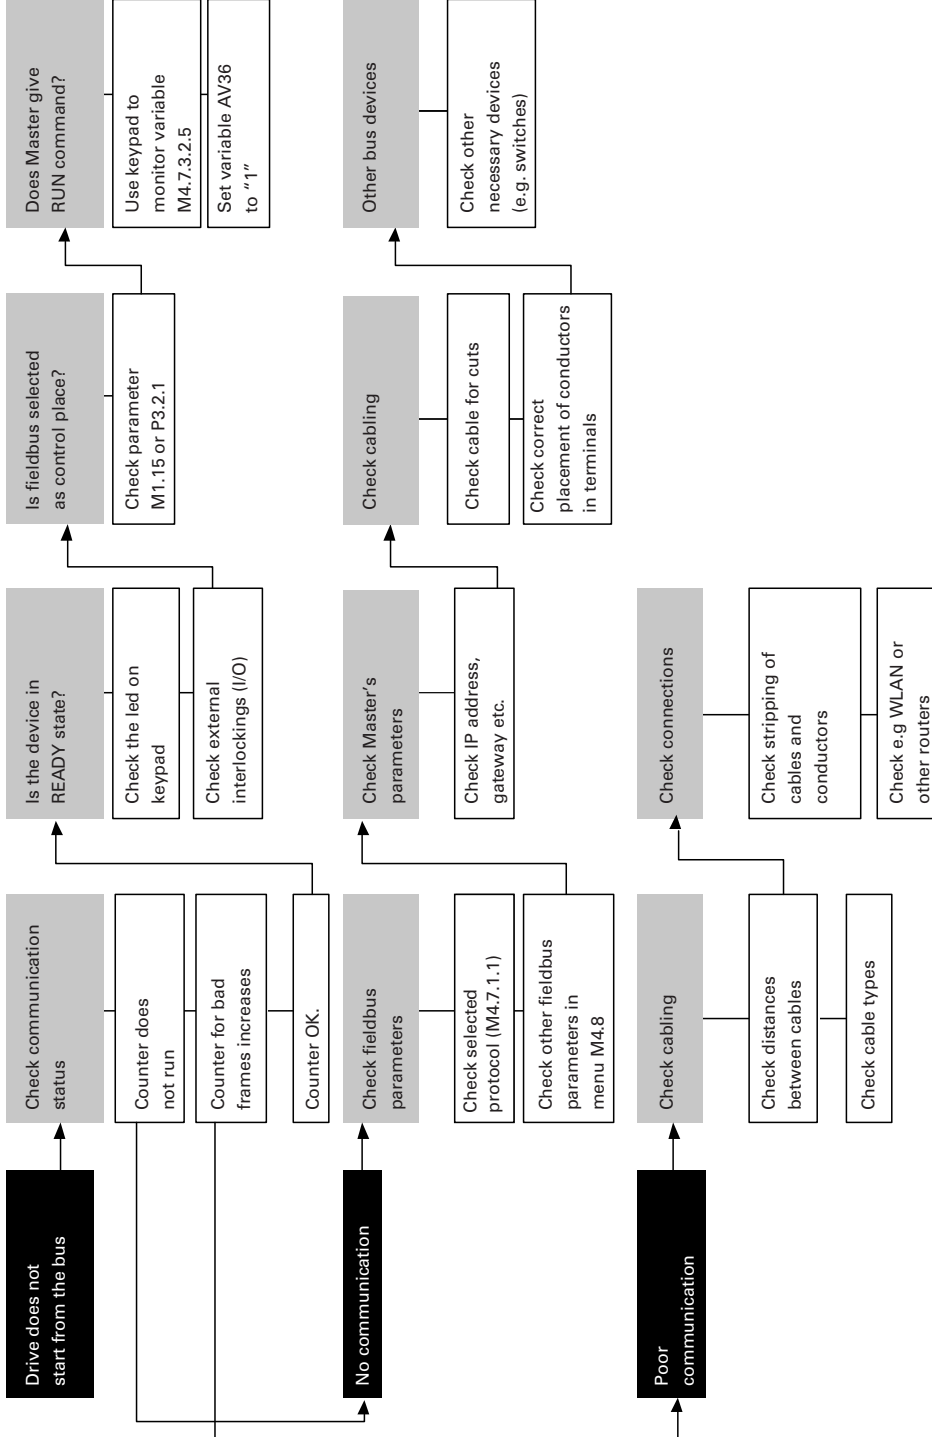 Drive does not
start from the bus
Check communication
status
Counter does
not run
Counter for bad
frames increases
Counter OK.
Is the device in
READY state?
Check the led on
keypad
Check external
interlockings (I/O)
Is fieldbus selected
as control place?
Check parameter
M1.15 or P3.2.1
Does Master give
RUN command?
Use keypad to
monitor variable
M4.7.3.2.5
Set variable AV36
to “1”
No communication
Check fieldbus
parameters
Check selected
protocol (M4.7.1.1)
Check other fieldbus
parameters in
menu M4.8
Check Master’s
parameters
Check IP address,
gateway etc.
Check cabling
Check cable for cuts
Check correct
placement of conductors
in terminals
Other bus devices
Check other
necessary devices
(e.g. switches)
Poor
communication
Check cabling
Check distances
between cables
Check cable types
Check connections
Check stripping of
cables and
conductors
Check e.g WLAN or
other routers